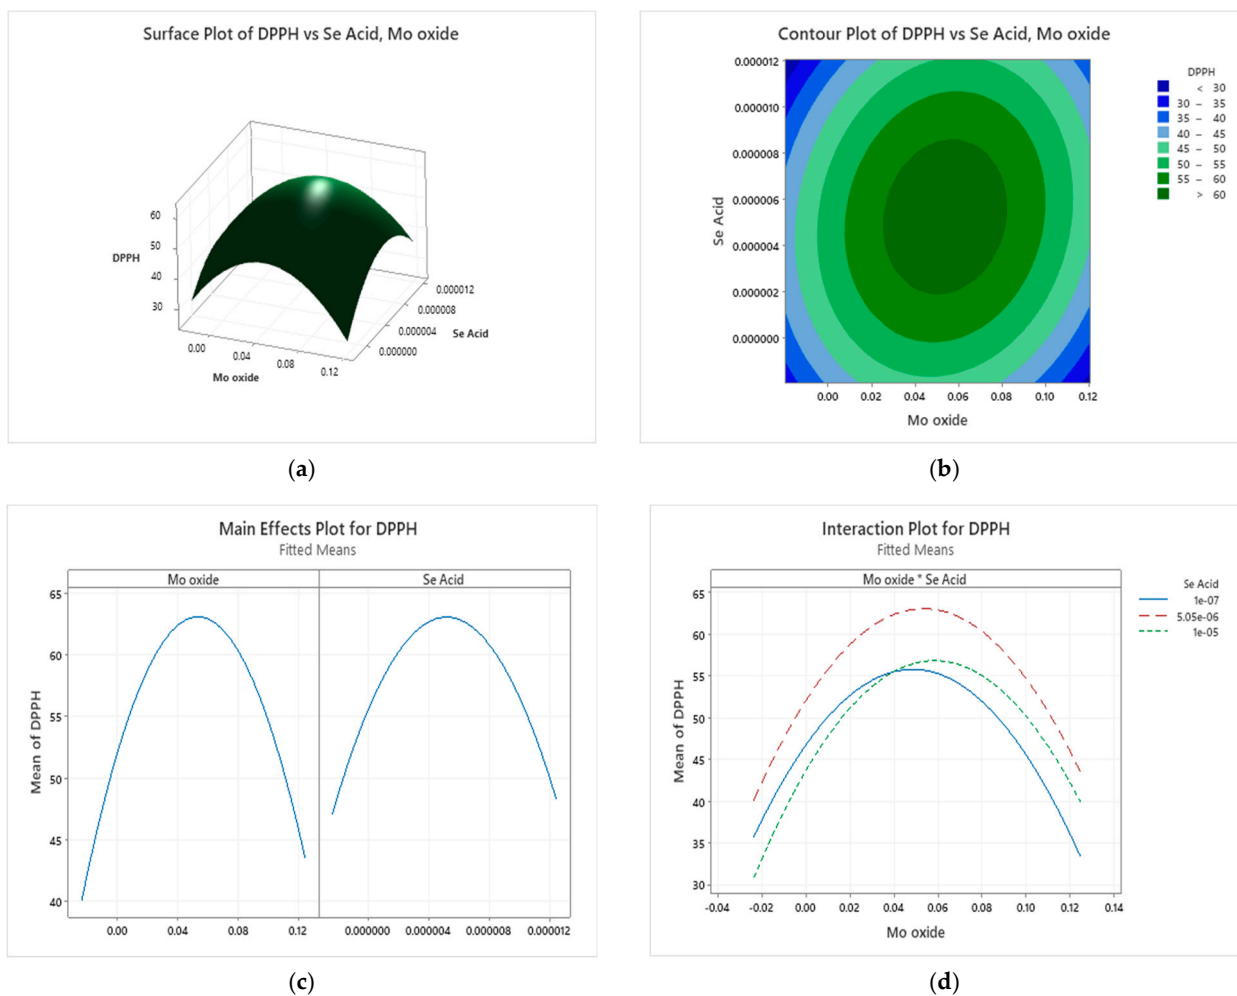 Surface Plot of DPPH vs Se Acid, Mo oxide
60
50
DPPH
40
30
0.00
0.04
0.08
0.12
Mo oxide
0.000012
0.000008
0.000004
0.000000
Se Acid
(a)
Contour Plot of DPPH vs Se Acid, Mo oxide
0.000012
0.000010
0.000008
0.000006
0.000004
0.000002
0.000000
Se Acid
0.00 0.02 0.04 0.06 0.08 0.10 0.12
Mo oxide
DPPH
< 30
30 – 35
35 – 40
40 – 45
45 – 50
50 – 55
55 – 60
> 60
(b)
Main Effects Plot for DPPH
Fitted Means
Mo oxide Se Acid
65
60
55
50
45
40
Mean of DPPH
0.00 0.04 0.08 0.12 0.000000 0.000004 0.000008 0.000012
(c)
Interaction Plot for DPPH
Fitted Means
Mo oxide * Se Acid
65
60
55
50
45
40
35
30
Mean of DPPH
-0.04 -0.02 0.00 0.02 0.04 0.06 0.08 0.10 0.12 0.14
Mo oxide
Se Acid
1e-07
5.05e-06
1e-05
(d)